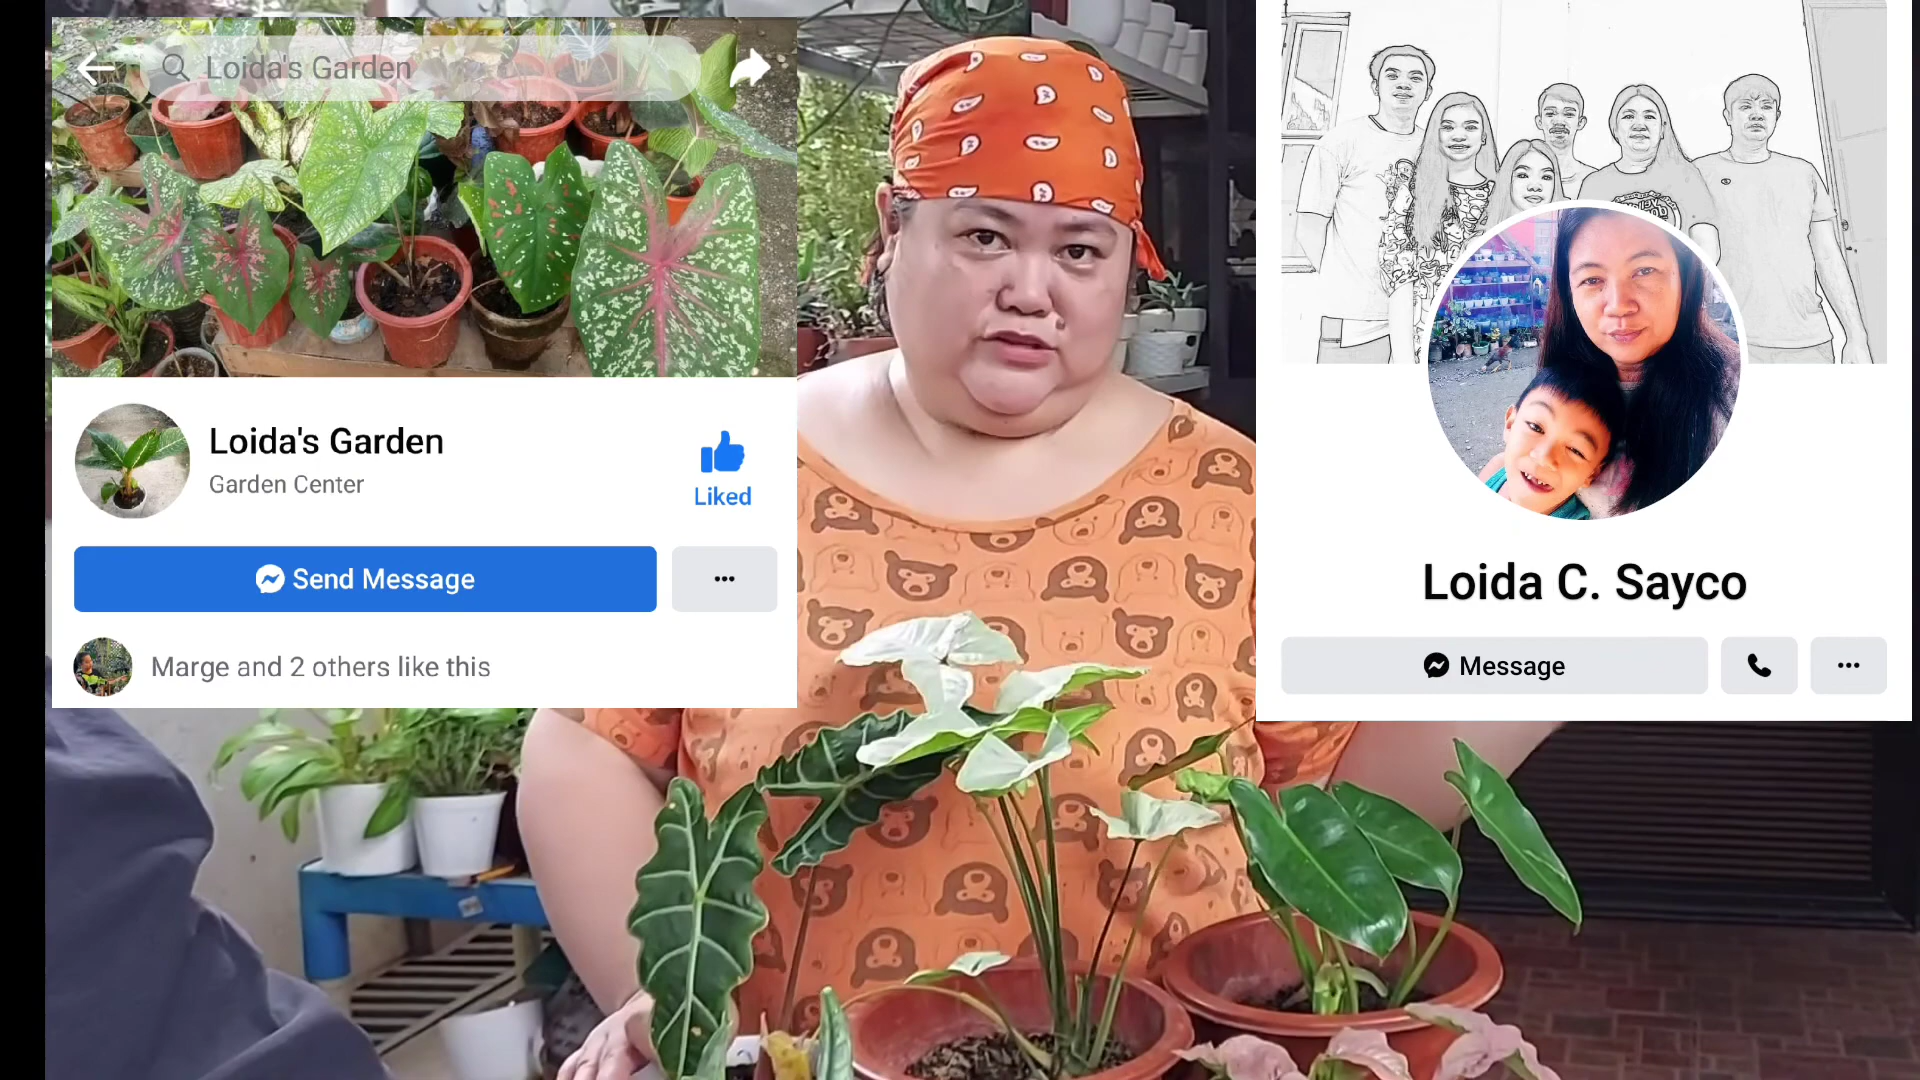 Loida's Garden
Loida's Garden
Garden Center
Liked
Send Message
Marge and 2 others like this
Loida C. Sayco
Message